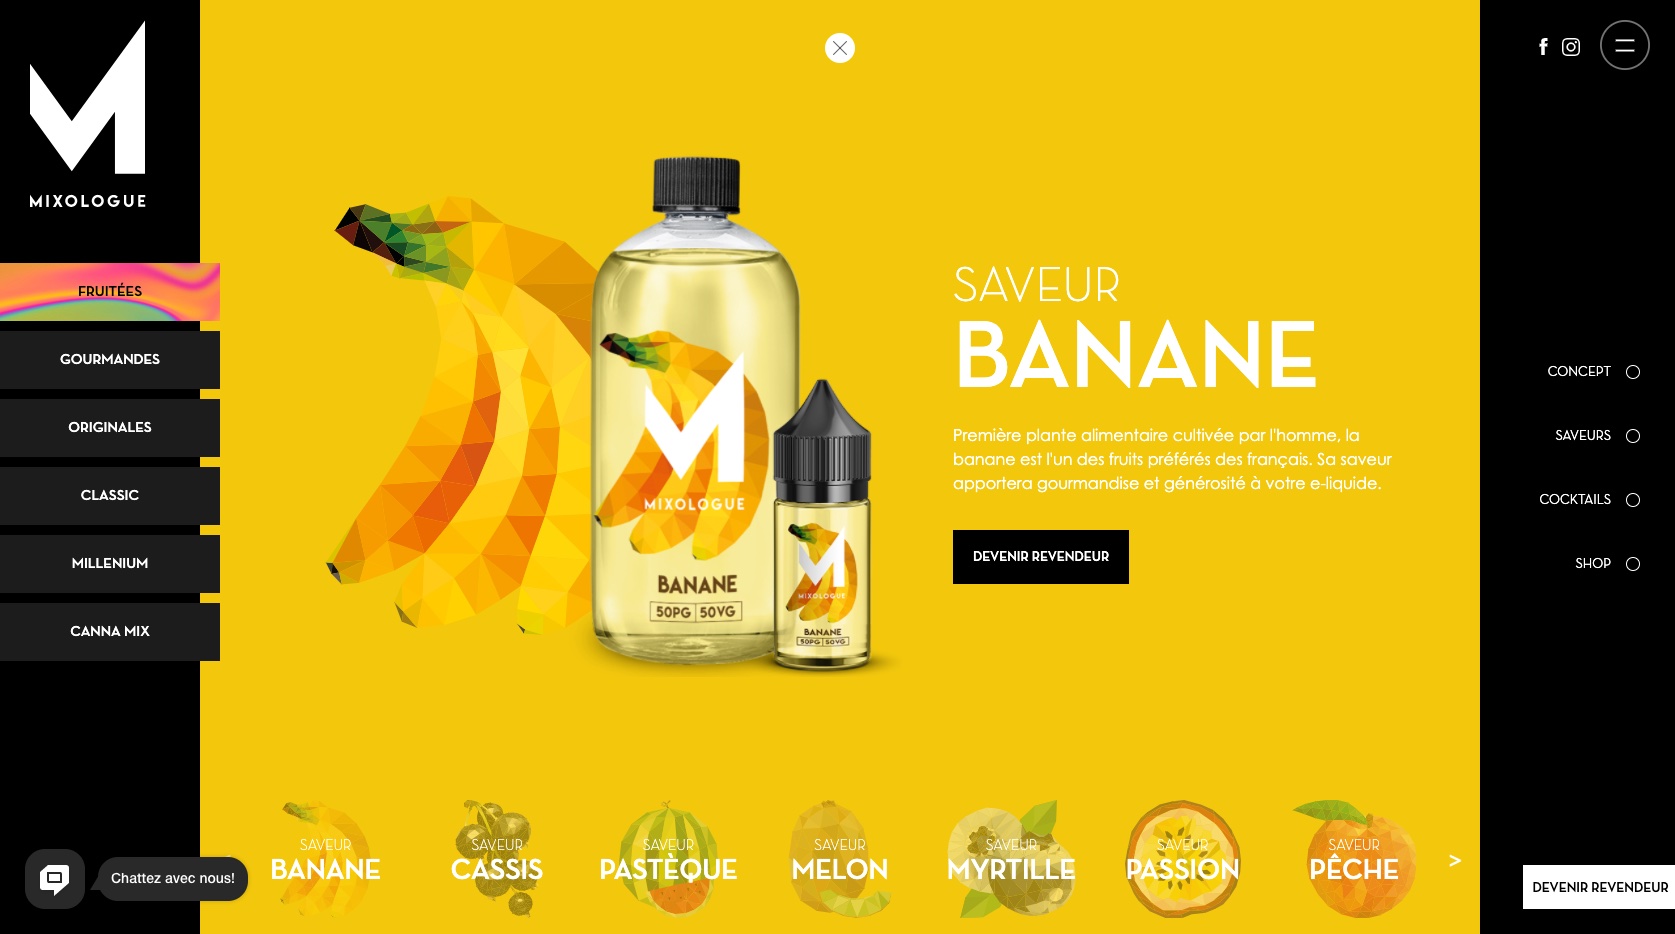 MIXOLOGUE
FRUITÉES
GOURMANDES
ORIGINALES
CLASSIC
MILLENIUM
CANNA MIX
Chattez avec nous!
MIXOLOGUE
BANANE
50PG 50VG
MIXOLOGUE
BANANE
50PG 50VG
SAVEUR
BANANE
Première plante alimentaire cultivée par l'homme, la
banane est l'un des fruits préférés des français. Sa saveur
apportera gourmandise et générosité à votre e-liquide.
DEVENIR REVENDEUR
f
CONCEPT
SAVEURS
COCKTAILS
SHOP
SAVEUR
BANANE
SAVEUR
CASSIS
SAVEUR
PASTÈQUE
SAVEUR
MELON
SAVEUR
MYRTILLE
SAVEUR
PASSION
SAVEUR
PÊCHE
>
DEVENIR REVENDEUR